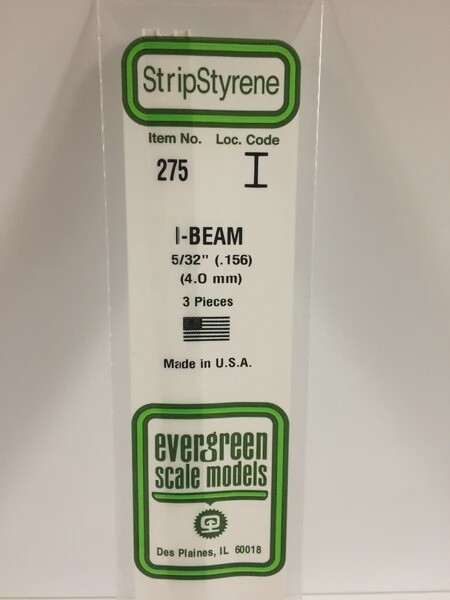 StripStyrene
Item No. Loc. Code
275 I
I-BEAM
5/32" (.156)
(4.0 mm)
3 Pieces
Made in U.S.A.
evergreen
scale models
Des Plaines, IL 60018